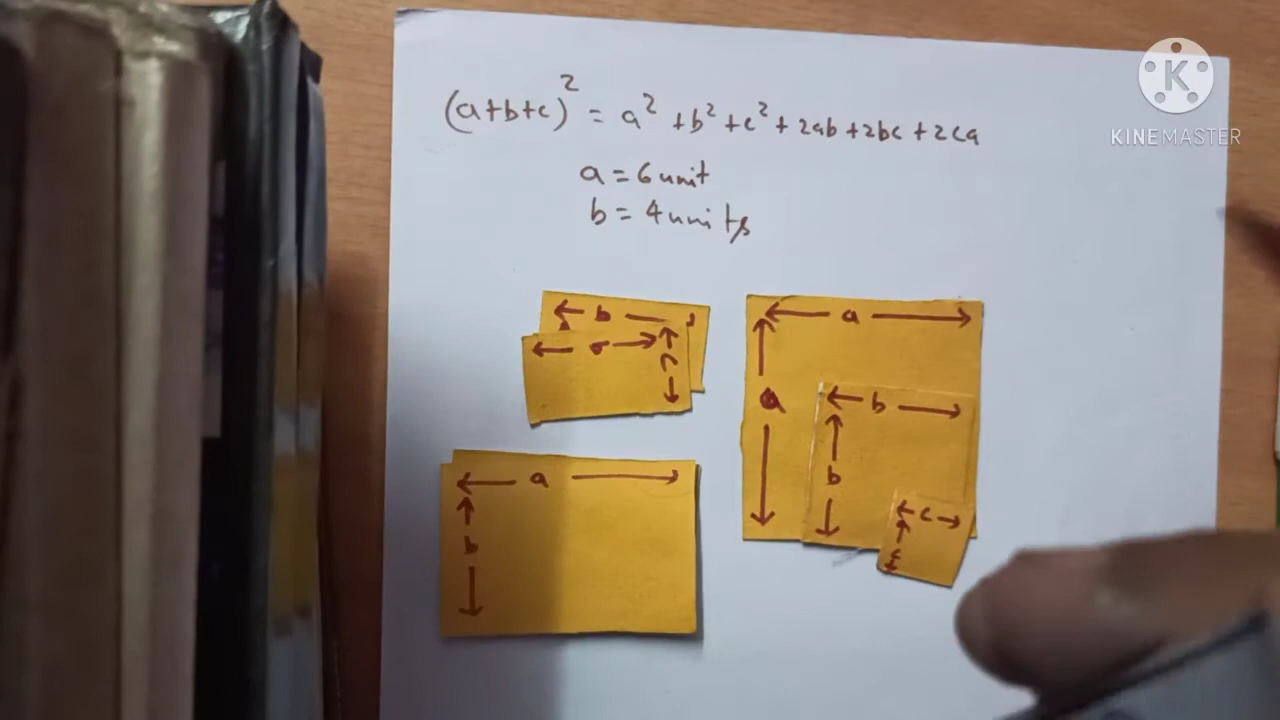 (a+b+c)² = a² + b² + c² + 2ab + 2bc + 2ca
a = 6 unit
b = 4 units
KINEMASTER
b
b
c
a
b
a
a
b
b
c
c